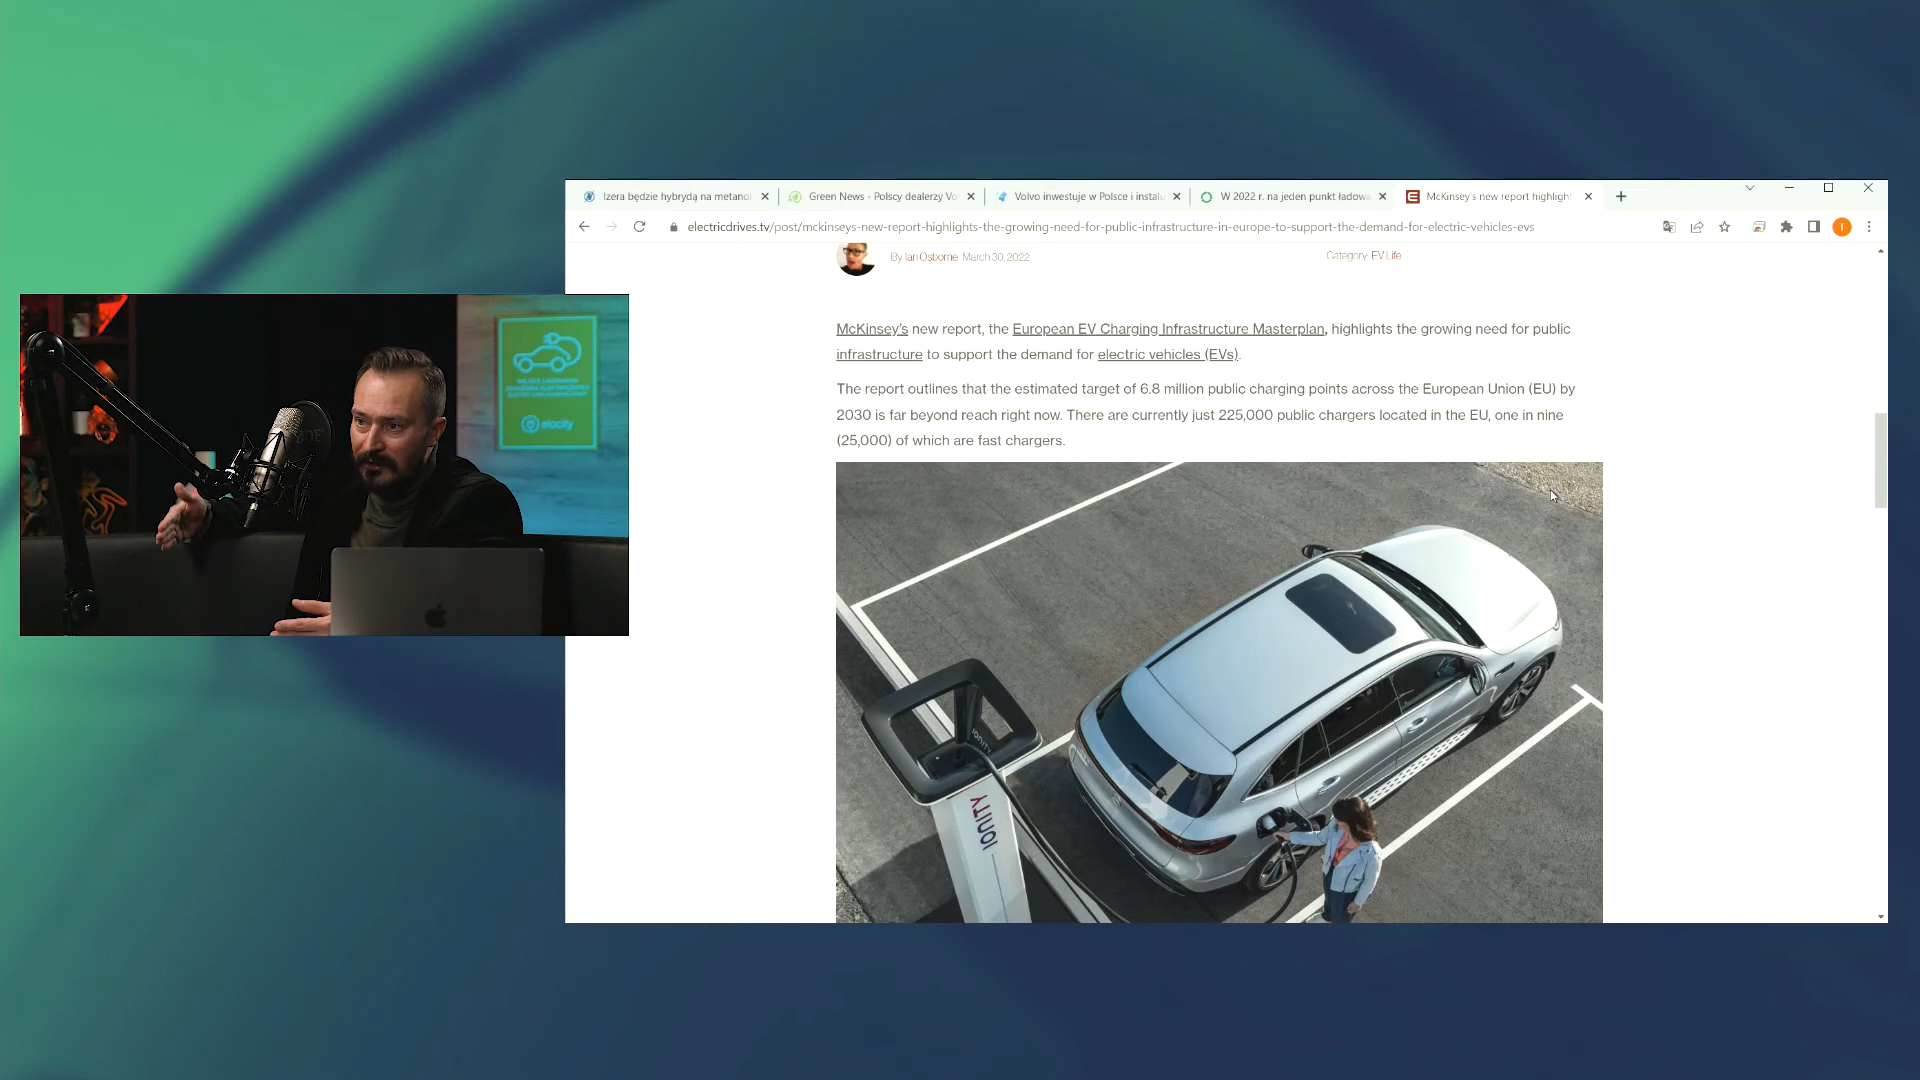 Izera będzie hybrydą na metanol
Green News - Polscy dealerzy Vol
Volvo inwestuje w Polsce i instalu
W 2022 r. na jeden punkt ładowa
McKinsey's new report highligh
electricdrives.tv/post/mckinseys-new-report-highlights-the-growing-need-for-public-infrastructure-in-europe-to-support-the-demand-for-electric-vehicles-evs
T
By Ian Osborne March 30, 2022
Category: EV Life
McKinsey's new report, the European EV Charging Infrastructure Masterplan, highlights the growing need for public
infrastructure to support the demand for electric vehicles (EVs).
The report outlines that the estimated target of 6.8 million public charging points across the European Union (EU) by
2030 is far beyond reach right now. There are currently just 225,000 public chargers located in the EU, one in nine
(25,000) of which are fast chargers.
IONITY
IONITY
elocity